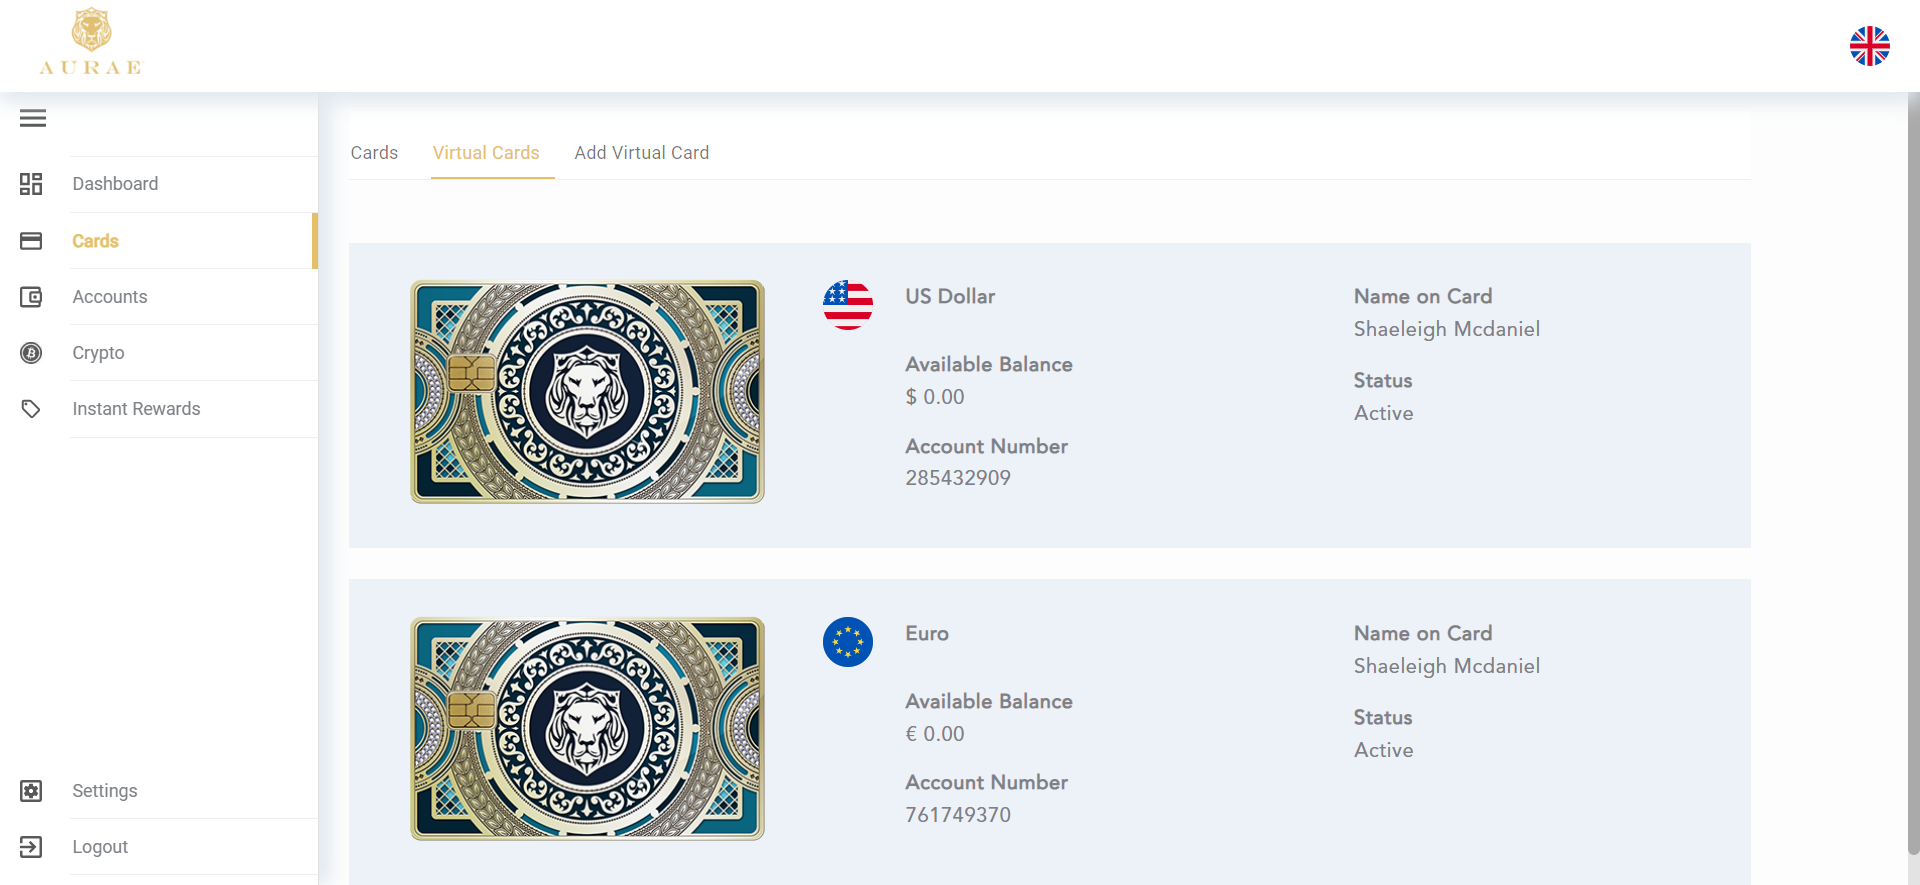 AURAE
Cards
Virtual Cards
Add Virtual Card
Dashboard
Cards
Accounts
Crypto
Instant Rewards
Settings
Logout
US Dollar
Available Balance
$ 0.00
Account Number
285432909
Name on Card
Shaeleigh Mcdaniel
Status
Active
Euro
Available Balance
€ 0.00
Account Number
761749370
Name on Card
Shaeleigh Mcdaniel
Status
Active